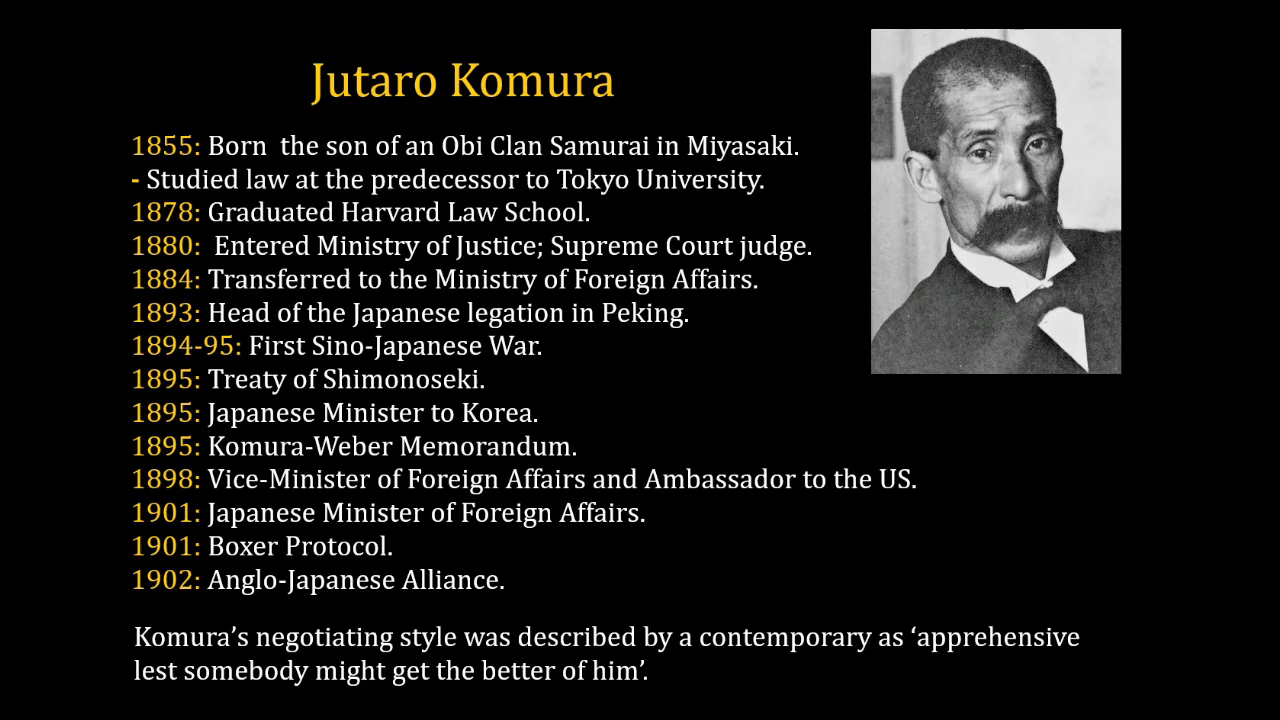 Jutaro Komura
1855: Born  the son of an Obi Clan Samurai in Miyasaki.
- Studied law at the predecessor to Tokyo University.
1878: Graduated Harvard Law School.
1880:  Entered Ministry of Justice; Supreme Court judge.
1884: Transferred to the Ministry of Foreign Affairs.
1893: Head of the Japanese legation in Peking.
1894-95: First Sino-Japanese War.
1895: Treaty of Shimonoseki.
1895: Japanese Minister to Korea.
1895: Komura-Weber Memorandum.
1898: Vice-Minister of Foreign Affairs and Ambassador to the US.
1901: Japanese Minister of Foreign Affairs.
1901: Boxer Protocol.
1902: Anglo-Japanese Alliance.
Komura’s negotiating style was described by a contemporary as ‘apprehensive
lest somebody might get the better of him’.